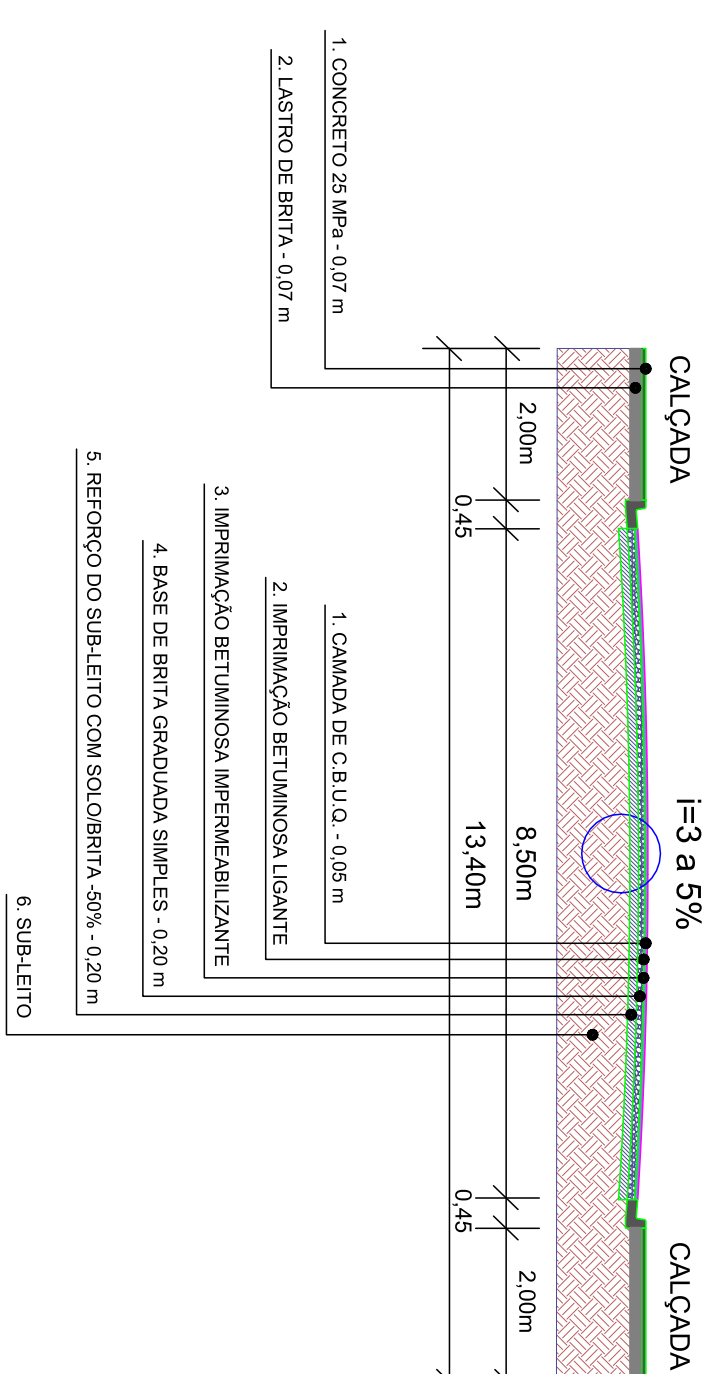 i=3 a 5%
CALÇADA
CALÇADA
2,00m
0,45
8,50m
0,45
2,00m
13,40m
1. CONCRETO 25 MPa - 0,07 m
2. LASTRO DE BRITA - 0,07 m
1. CAMADA DE C.B.U.Q. - 0,05 m
2. IMPRIMAÇÃO BETUMINOSA LIGANTE
3. IMPRIMAÇÃO BETUMINOSA IMPERMEABILIZANTE
4. BASE DE BRITA GRADUADA SIMPLES - 0,20 m
5. REFORÇO DO SUB-LEITO COM SOLO/BRITA -50% - 0,20 m
6. SUB-LEITO